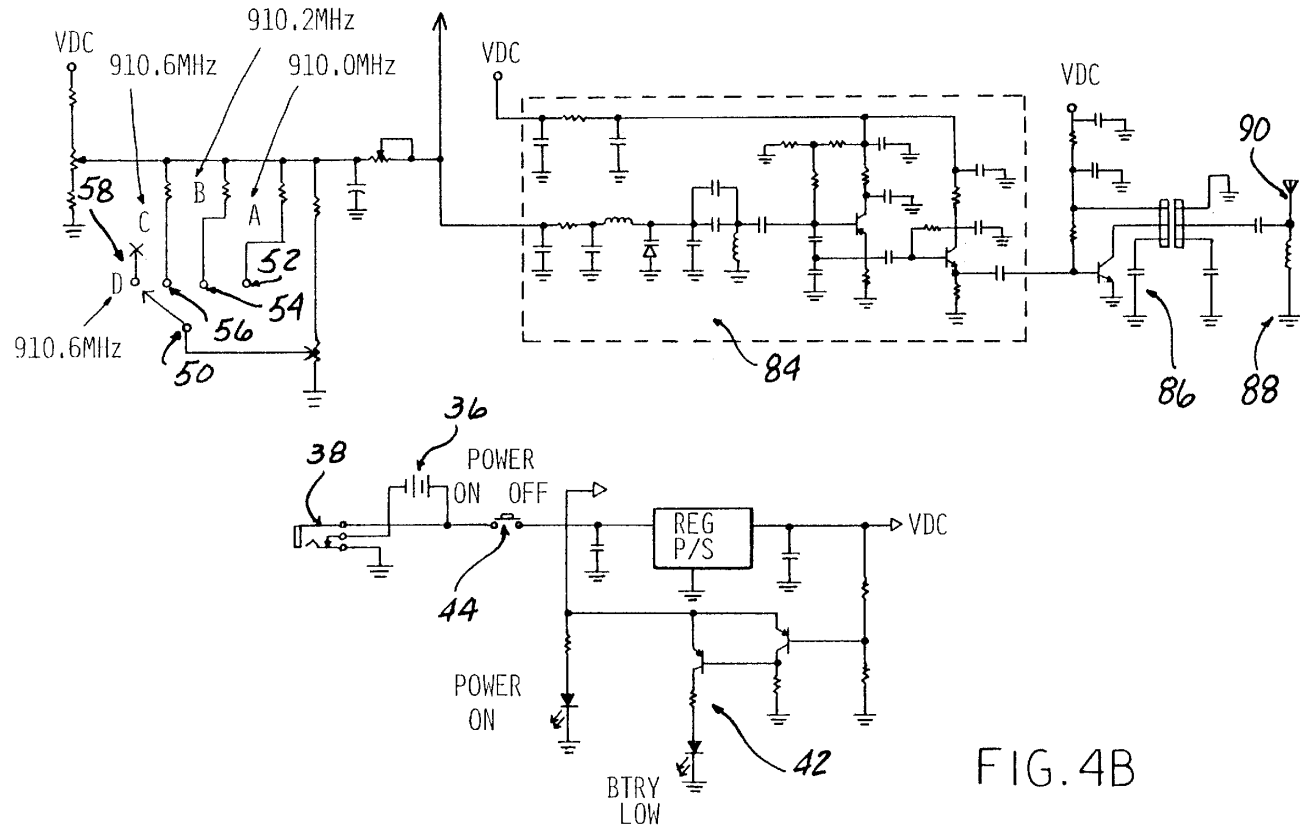 910.2MHz
VDC
910.6MHz
910.0MHz
VDC
VDC
90
58
B
C
A
52
D
54
56
910.6MHz
50
84
86
88
36
38
POWER
ON OFF
REG
P/S
VDC
44
POWER
ON
42
BTRY
LOW
FIG.4B